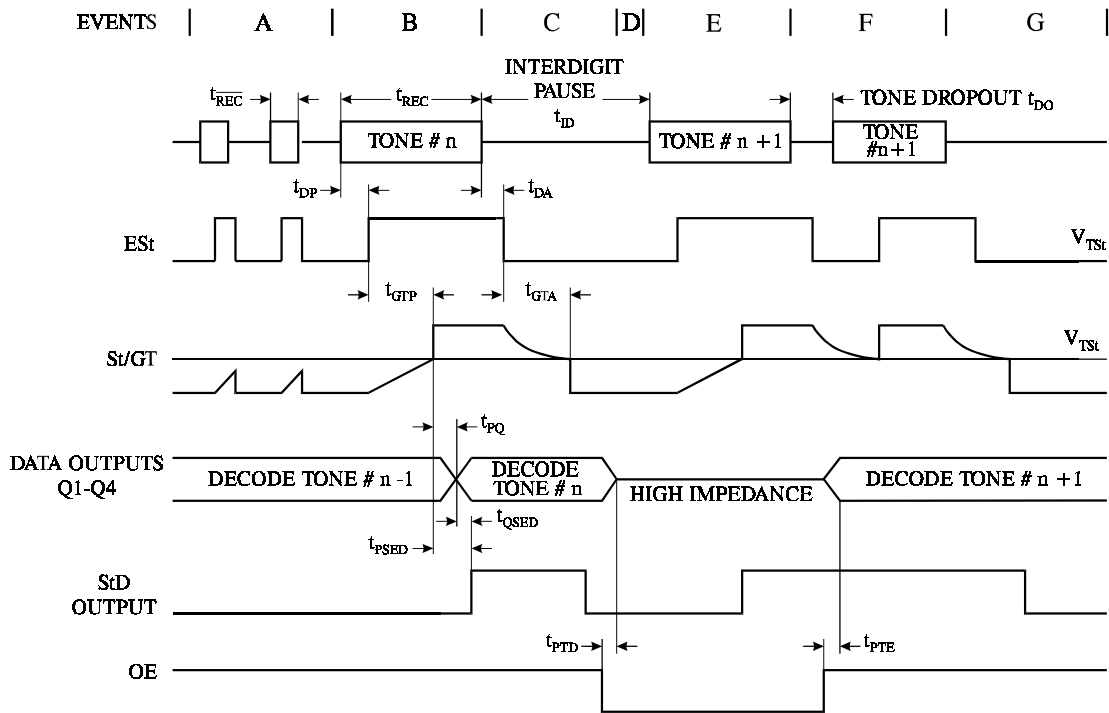 EVENTS A B C D E F G
INTERDIGIT
PAUSE
tID
tREC
tREC
TONE DROPOUT tDO
TONE # n
TONE # n +1
TONE
#n+1
tDP
tDA
ESt
VTSt
tGTP
tGTA
St/GT
VTSt
tPQ
DATA OUTPUTS
Q1-Q4
DECODE TONE # n -1
DECODE
TONE # n
HIGH IMPEDANCE
DECODE TONE # n +1
tQSED
tPSED
StD
OUTPUT
tPTD
tPTE
OE